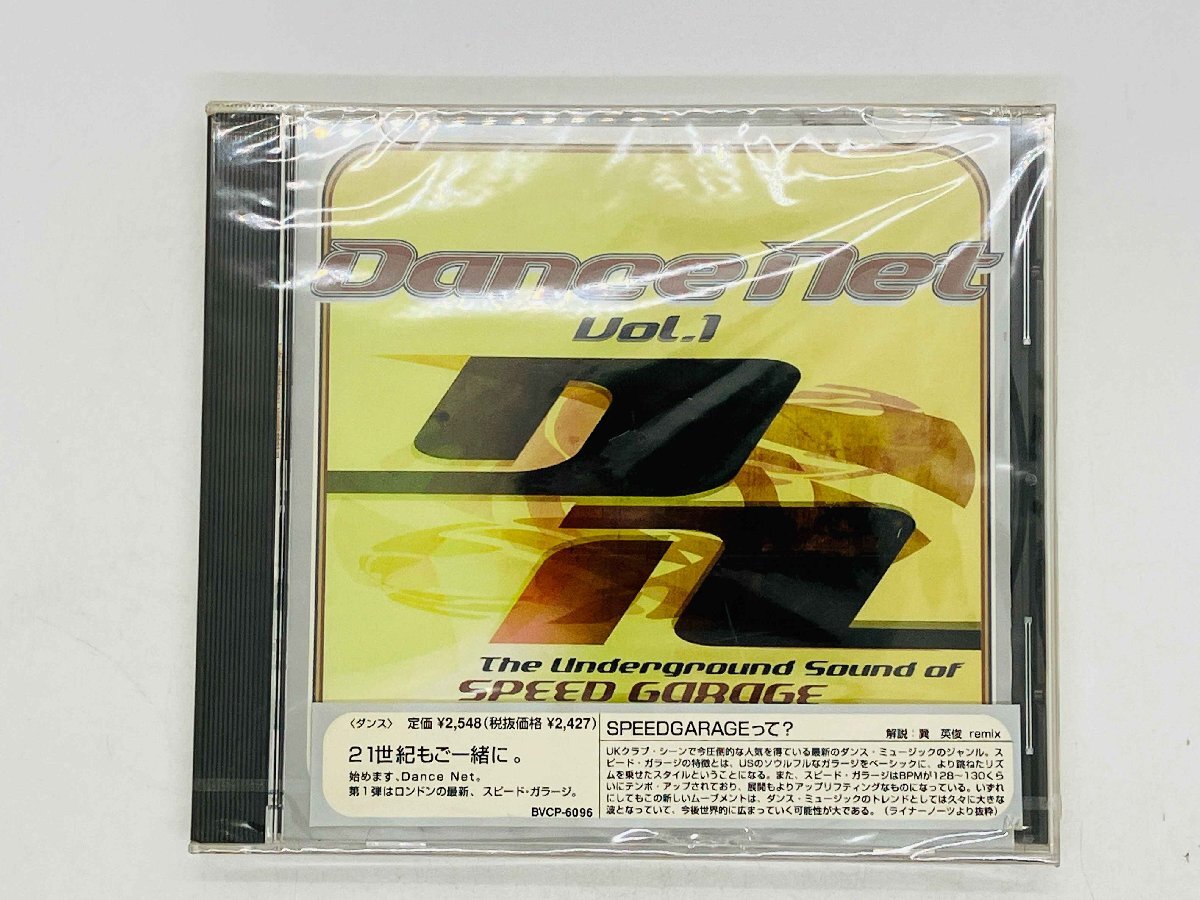 Dance Net
Vol.1
The Underground Sound of
SPEED GARAGE
〈ダンス〉 定価 ¥2,548(税抜価格 ¥2,427)
21世紀もご一緒に。
始めます、Dance Net。
第1弾はロンドンの最新、スピード・ガラージ。
BVCP-6096
SPEEDGARAGEって?
解説:巽 英俊 remix
UKクラブ・シーンで今圧倒的な人気を得ている最新のダンス・ミュージックのジャンル。ス
ピード・ガラージの特徴とは、USのソウルフルなガラージをベーシックに、より跳ねたリズ
ムを乗せたスタイルということになる。また、スピード・ガラージはBPMが128〜130くら
いにテンポ・アップされており、展開もよりアップリフティングなものになっている。いずれ
にしてもこの新しいムーブメントは、ダンス・ミュージックのトレンドとしては久々に大きな
波となっていて、今後世界的に広まっていく可能性が大である。(ライナーノーツより抜粋)